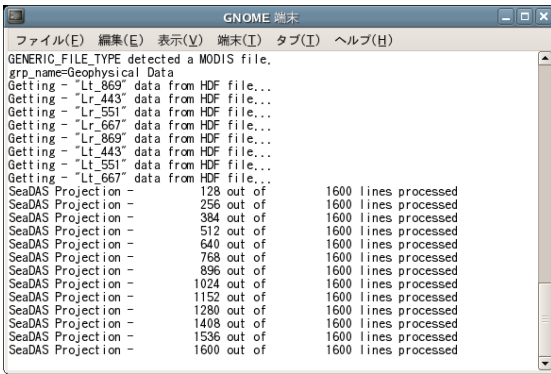 GNOME 端末
ファイル(F) 編集(E) 表示(V) 端末(T) タブ(T) ヘルプ(H)
GENERIC_FILE_TYPE detected a MODIS file.
grp_name=Geophysical Data
Getting - "Lt_869" data from HDF file...
Getting - "Lr_443" data from HDF file...
Getting - "Lr_551" data from HDF file...
Getting - "Lr_667" data from HDF file...
Getting - "Lr_869" data from HDF file...
Getting - "Lt_443" data from HDF file...
Getting - "Lt_551" data from HDF file...
Getting - "Lt_667" data from HDF file...
SeaDAS Projection - 128 out of 1600 lines processed
SeaDAS Projection - 256 out of 1600 lines processed
SeaDAS Projection - 384 out of 1600 lines processed
SeaDAS Projection - 512 out of 1600 lines processed
SeaDAS Projection - 640 out of 1600 lines processed
SeaDAS Projection - 768 out of 1600 lines processed
SeaDAS Projection - 896 out of 1600 lines processed
SeaDAS Projection - 1024 out of 1600 lines processed
SeaDAS Projection - 1152 out of 1600 lines processed
SeaDAS Projection - 1280 out of 1600 lines processed
SeaDAS Projection - 1408 out of 1600 lines processed
SeaDAS Projection - 1536 out of 1600 lines processed
SeaDAS Projection - 1600 out of 1600 lines processed